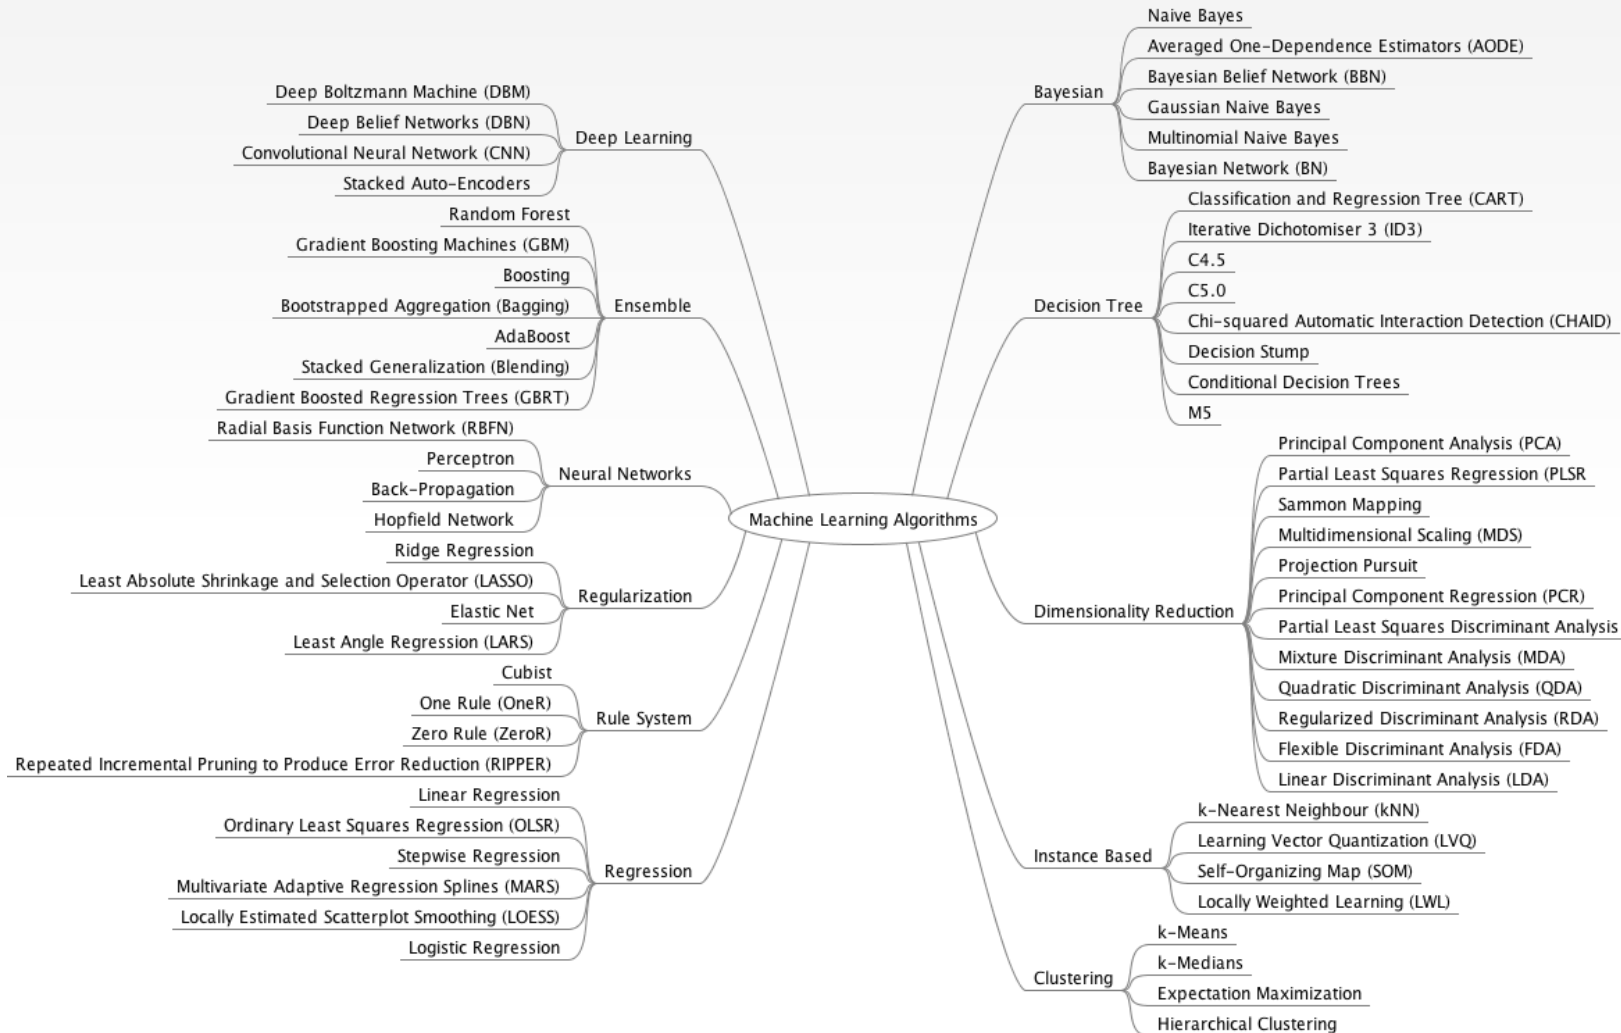 Machine Learning Algorithms
Deep Learning
Deep Boltzmann Machine (DBM)
Deep Belief Networks (DBN)
Convolutional Neural Network (CNN)
Stacked Auto-Encoders
Ensemble
Random Forest
Gradient Boosting Machines (GBM)
Boosting
Bootstrapped Aggregation (Bagging)
AdaBoost
Stacked Generalization (Blending)
Gradient Boosted Regression Trees (GBRT)
Neural Networks
Radial Basis Function Network (RBFN)
Perceptron
Back-Propagation
Hopfield Network
Regularization
Ridge Regression
Least Absolute Shrinkage and Selection Operator (LASSO)
Elastic Net
Least Angle Regression (LARS)
Rule System
Cubist
One Rule (OneR)
Zero Rule (ZeroR)
Repeated Incremental Pruning to Produce Error Reduction (RIPPER)
Regression
Linear Regression
Ordinary Least Squares Regression (OLSR)
Stepwise Regression
Multivariate Adaptive Regression Splines (MARS)
Locally Estimated Scatterplot Smoothing (LOESS)
Logistic Regression
Bayesian
Naive Bayes
Averaged One-Dependence Estimators (AODE)
Bayesian Belief Network (BBN)
Gaussian Naive Bayes
Multinomial Naive Bayes
Bayesian Network (BN)
Decision Tree
Classification and Regression Tree (CART)
Iterative Dichotomiser 3 (ID3)
C4.5
C5.0
Chi-squared Automatic Interaction Detection (CHAID)
Decision Stump
Conditional Decision Trees
M5
Dimensionality Reduction
Principal Component Analysis (PCA)
Partial Least Squares Regression (PLSR
Sammon Mapping
Multidimensional Scaling (MDS)
Projection Pursuit
Principal Component Regression (PCR)
Partial Least Squares Discriminant Analysis
Mixture Discriminant Analysis (MDA)
Quadratic Discriminant Analysis (QDA)
Regularized Discriminant Analysis (RDA)
Flexible Discriminant Analysis (FDA)
Linear Discriminant Analysis (LDA)
Instance Based
k-Nearest Neighbour (kNN)
Learning Vector Quantization (LVQ)
Self-Organizing Map (SOM)
Locally Weighted Learning (LWL)
Clustering
k-Means
k-Medians
Expectation Maximization
Hierarchical Clustering